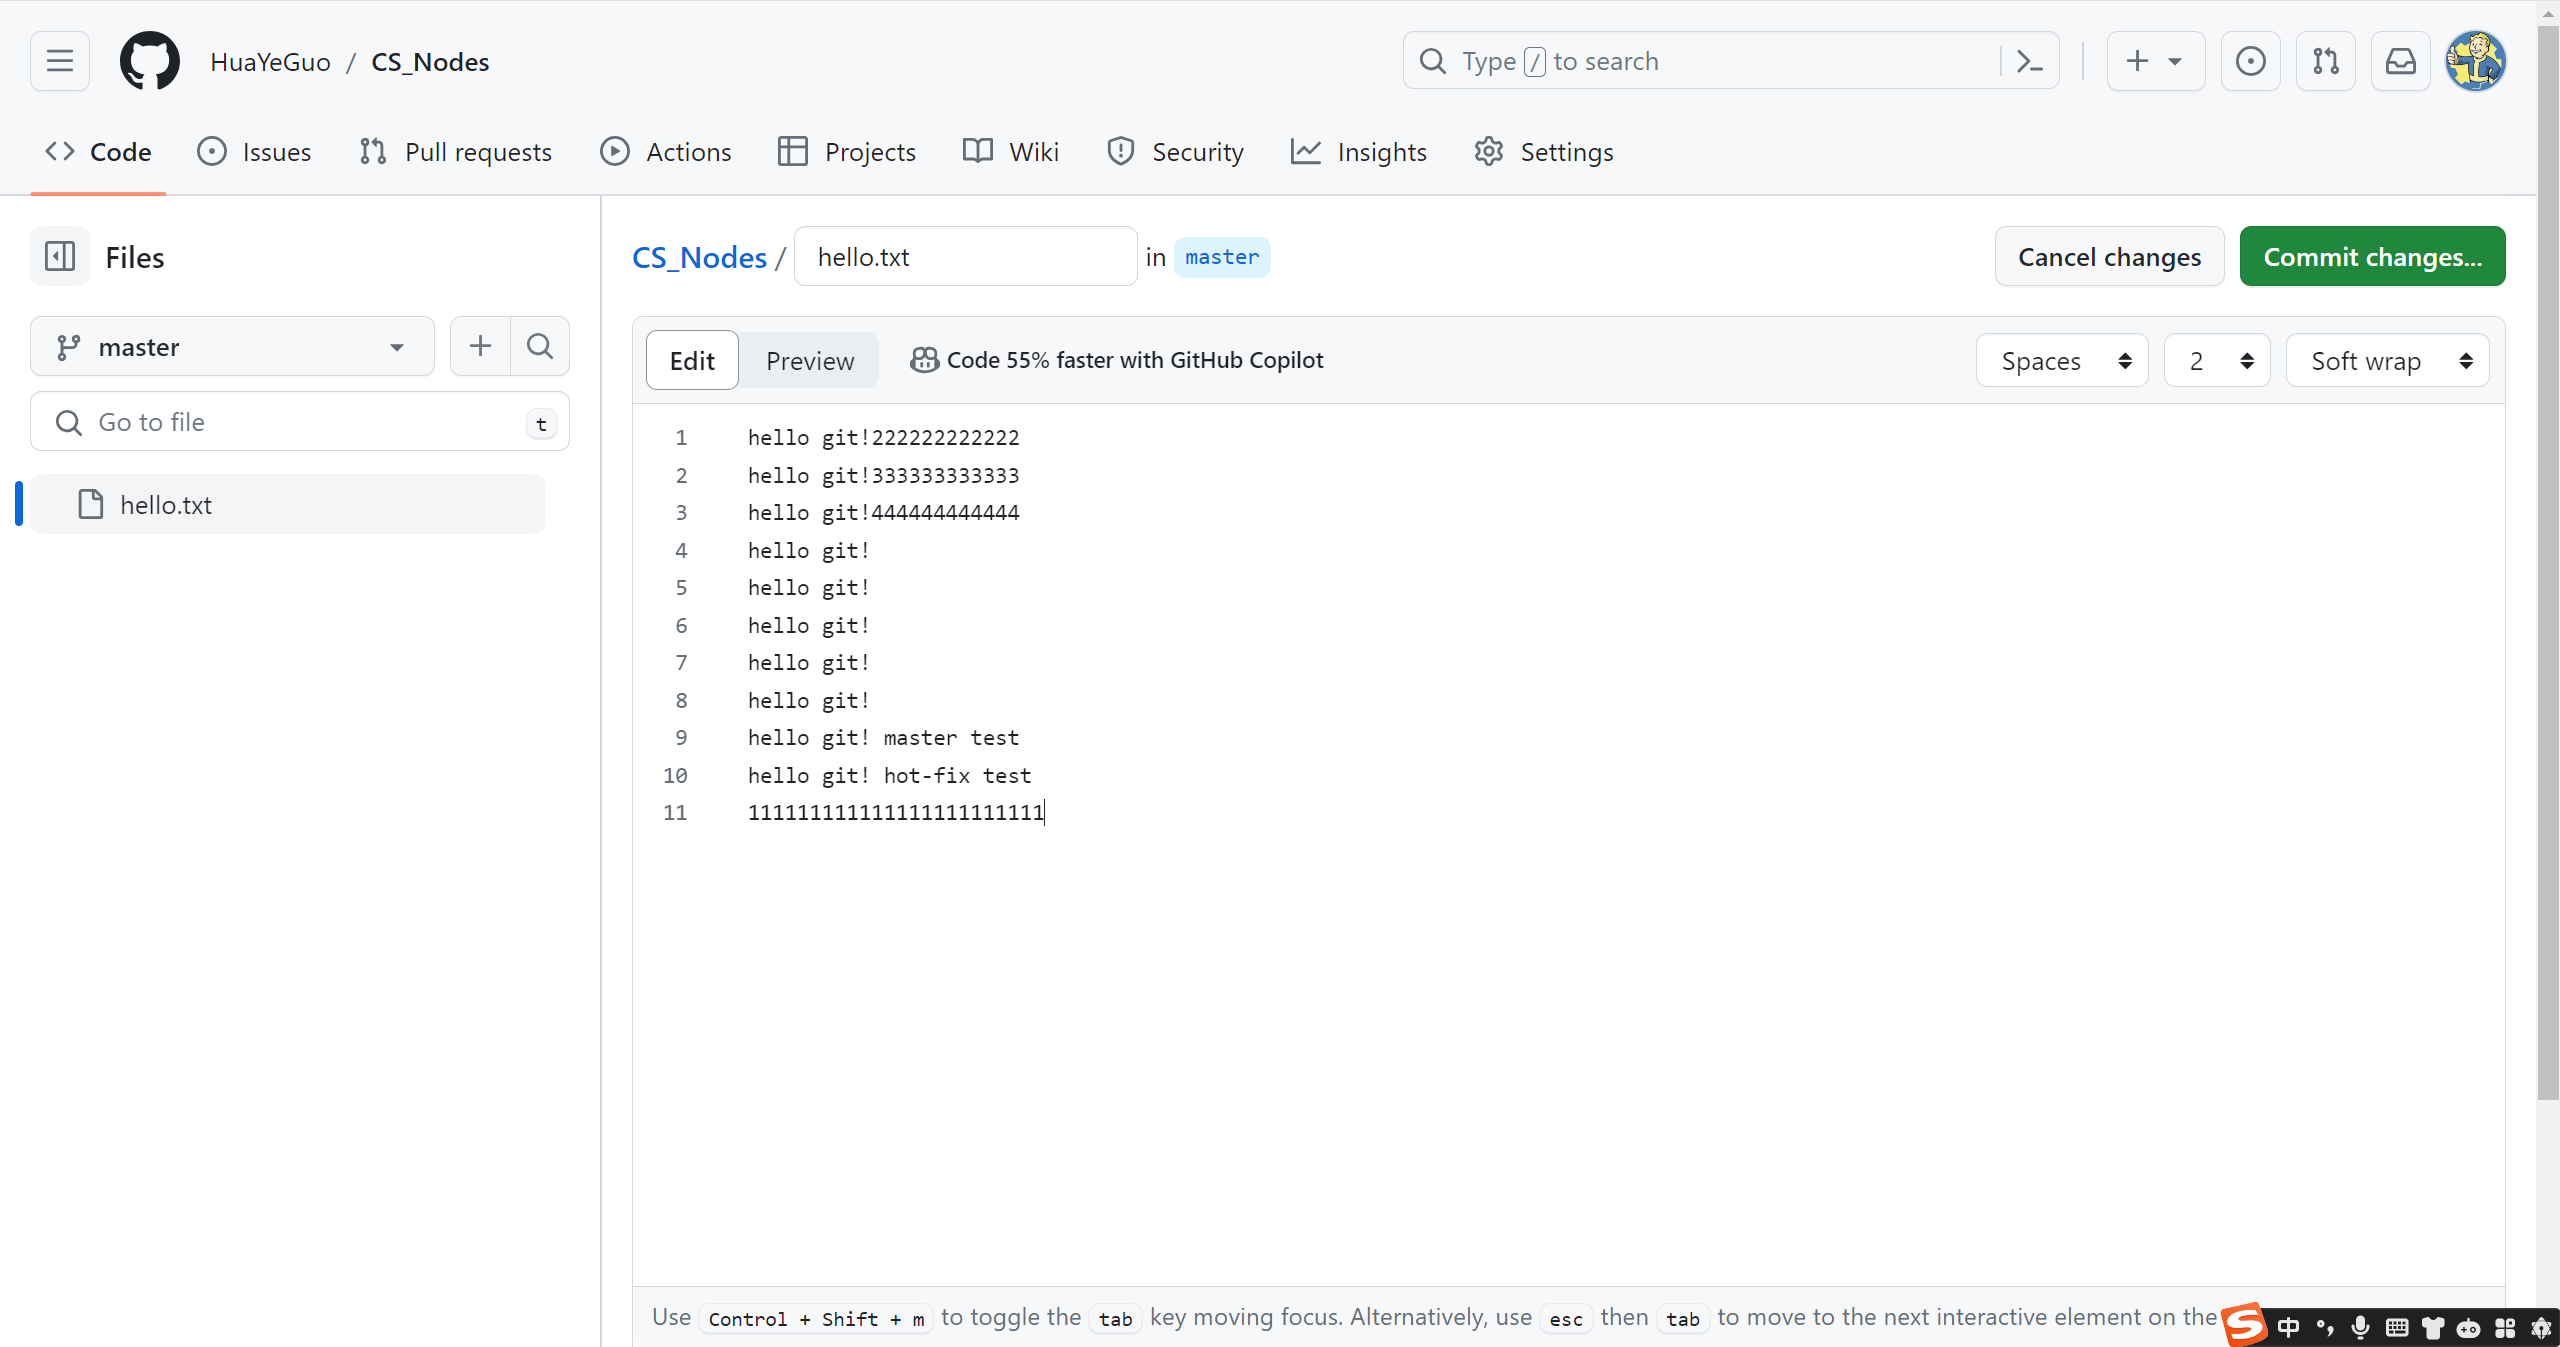 HuaYeGuo / CS_Nodes
Type / to search
Code Issues Pull requests Actions Projects Wiki Security Insights Settings
Files
master
Go to file t
hello.txt
CS_Nodes / hello.txt in master
Cancel changes Commit changes...
Edit Preview Code 55% faster with GitHub Copilot
Spaces 2 Soft wrap
1 hello git!222222222222
2 hello git!333333333333
3 hello git!444444444444
4 hello git!
5 hello git!
6 hello git!
7 hello git!
8 hello git!
9 hello git! master test
10 hello git! hot-fix test
11 111111111111111111111111
Use Control + Shift + m to toggle the tab key moving focus. Alternatively, use esc then tab to move to the next interactive element on the
S 中